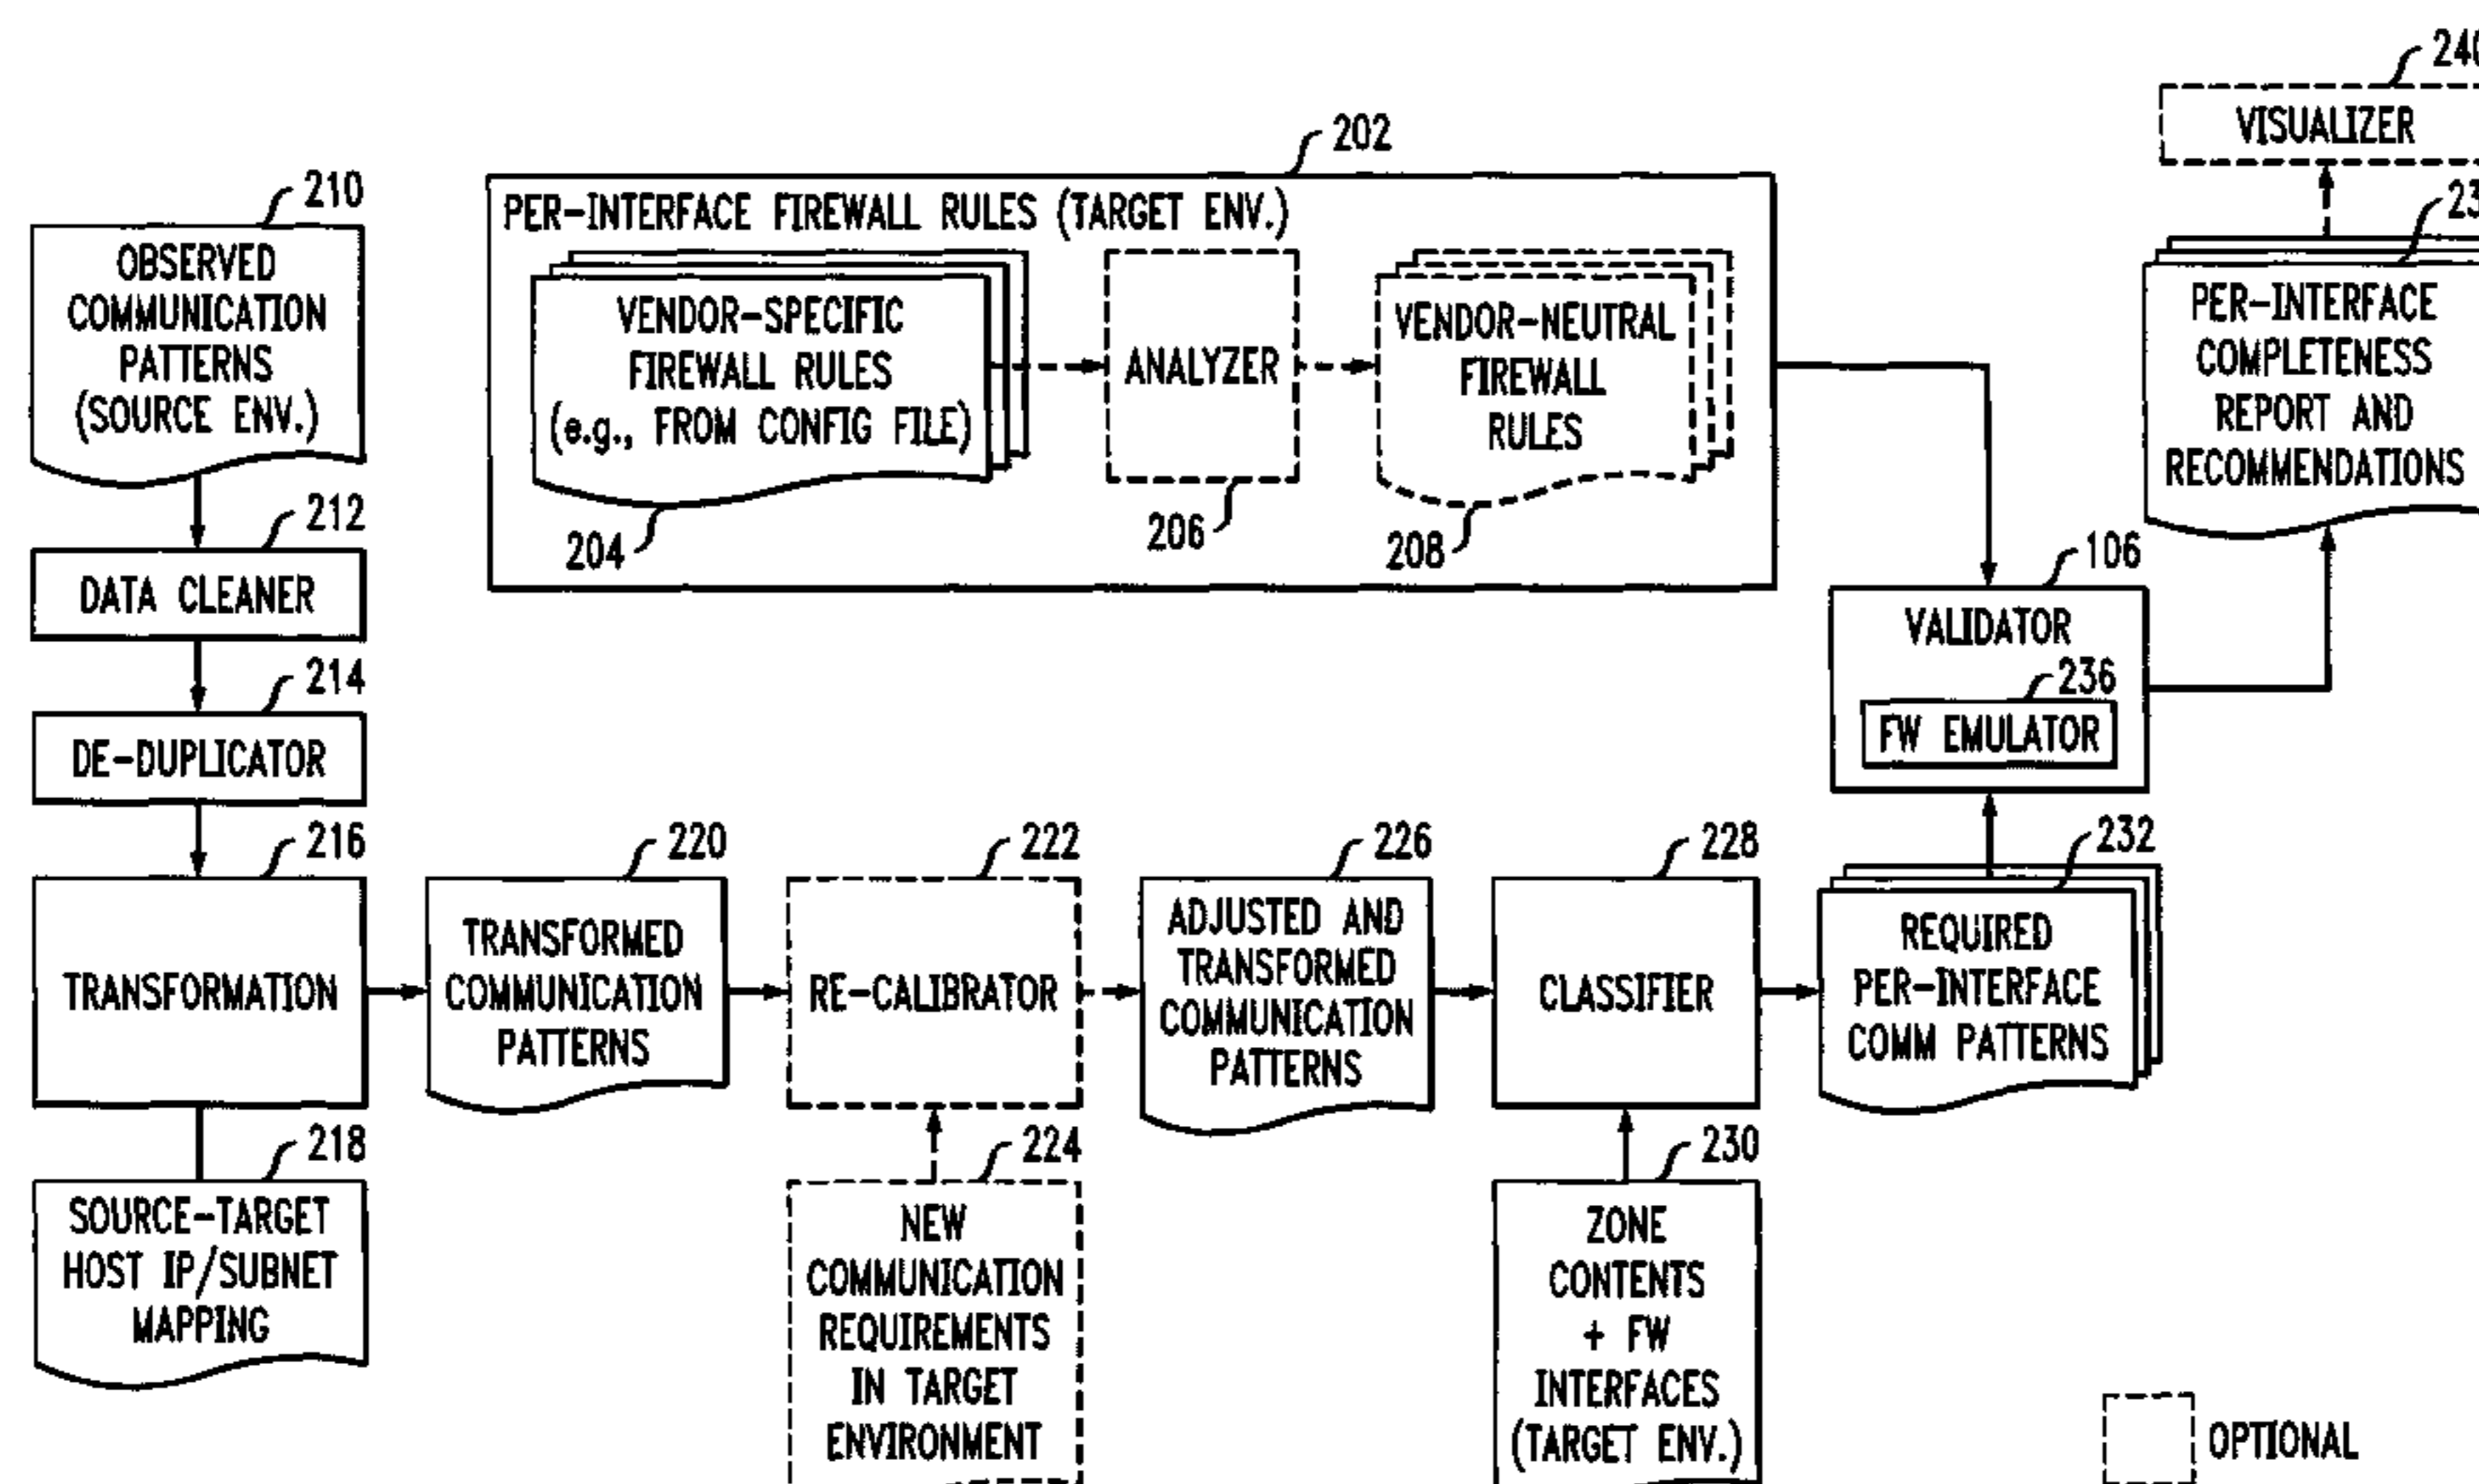 240
VISUALIZER
202
210
PER-INTERFACE FIREWALL RULES (TARGET ENV.)
OBSERVED
COMMUNICATION
PATTERNS
(SOURCE ENV.)
VENDOR-SPECIFIC
FIREWALL RULES
(e.g., FROM CONFIG FILE)
204
ANALYZER
206
VENDOR-NEUTRAL
FIREWALL
RULES
208
PER-INTERFACE
COMPLETENESS
REPORT AND
RECOMMENDATIONS
212
DATA CLEANER
106
VALIDATOR
236
FW EMULATOR
214
DE-DUPLICATOR
216
TRANSFORMATION
220
TRANSFORMED
COMMUNICATION
PATTERNS
222
RE-CALIBRATOR
226
ADJUSTED AND
TRANSFORMED
COMMUNICATION
PATTERNS
228
CLASSIFIER
232
REQUIRED
PER-INTERFACE
COMM PATTERNS
218
SOURCE-TARGET
HOST IP/SUBNET
MAPPING
224
NEW
COMMUNICATION
REQUIREMENTS
IN TARGET
ENVIRONMENT
230
ZONE
CONTENTS
+ FW
INTERFACES
(TARGET ENV.)
OPTIONAL